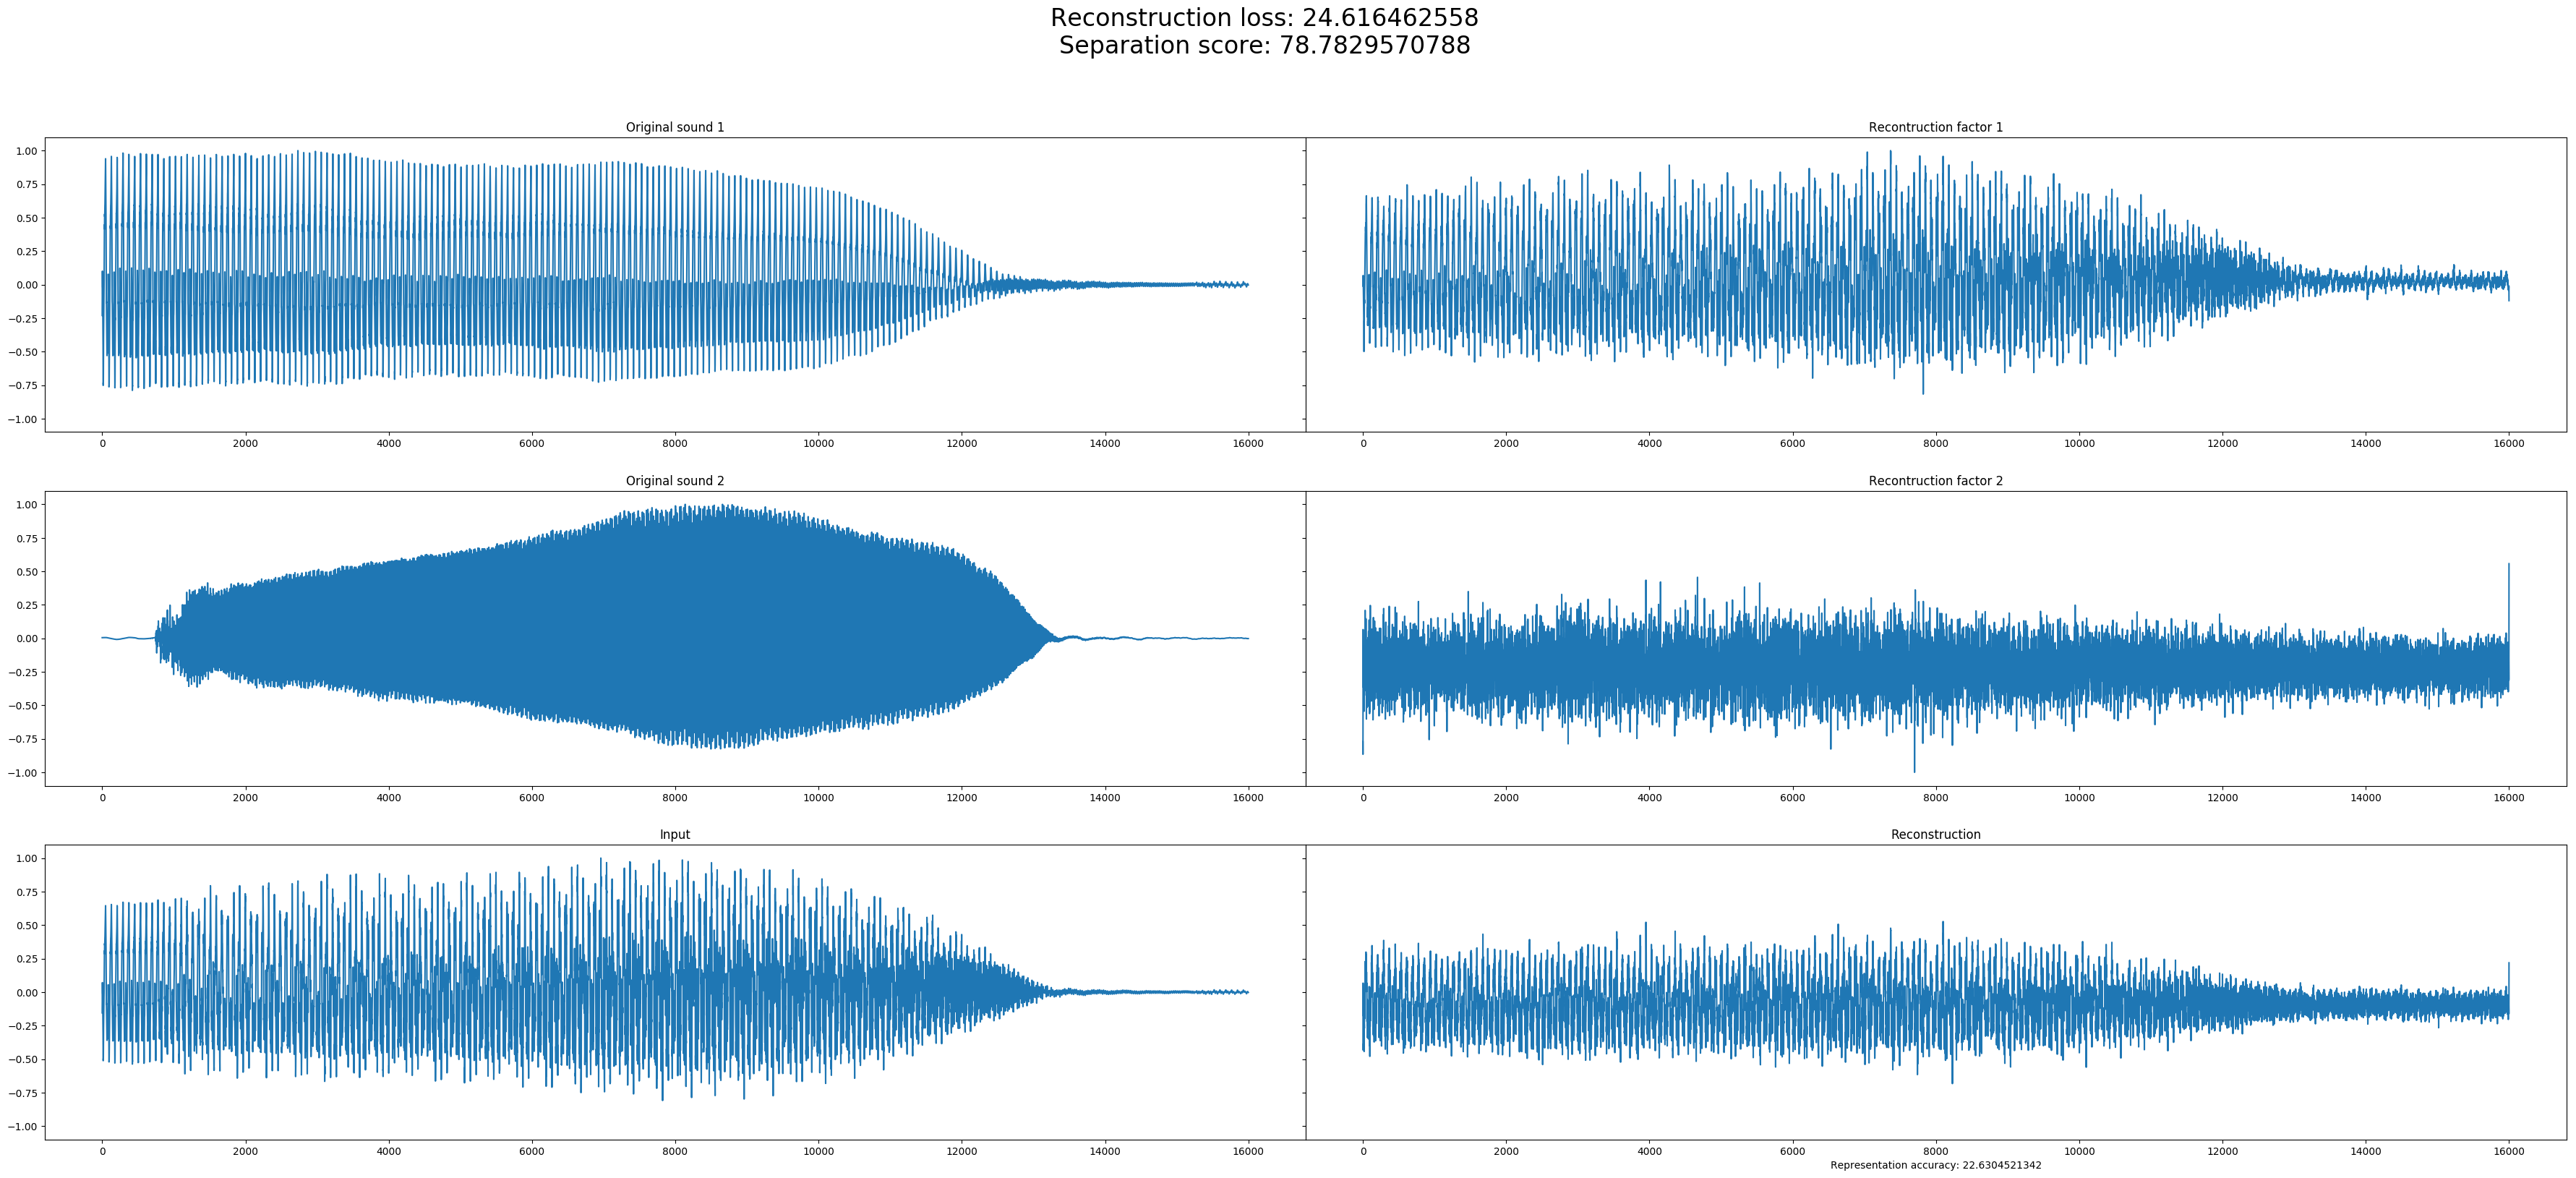 Reconstruction loss: 24.616462558
Separation score: 78.7829570788
Original sound 1
Recontruction factor 1
1.00
0.75
0.50
0.25
0.00
−0.25
−0.50
−0.75
−1.00
0 2000 4000 6000 8000 10000 12000 14000 16000
0 2000 4000 6000 8000 10000 12000 14000 16000
Original sound 2
Recontruction factor 2
1.00
0.75
0.50
0.25
0.00
−0.25
−0.50
−0.75
−1.00
0 2000 4000 6000 8000 10000 12000 14000 16000
0 2000 4000 6000 8000 10000 12000 14000 16000
Input
Reconstruction
1.00
0.75
0.50
0.25
0.00
−0.25
−0.50
−0.75
−1.00
0 2000 4000 6000 8000 10000 12000 14000 16000
0 2000 4000 6000 8000 10000 12000 14000 16000
Representation accuracy: 22.6304521342